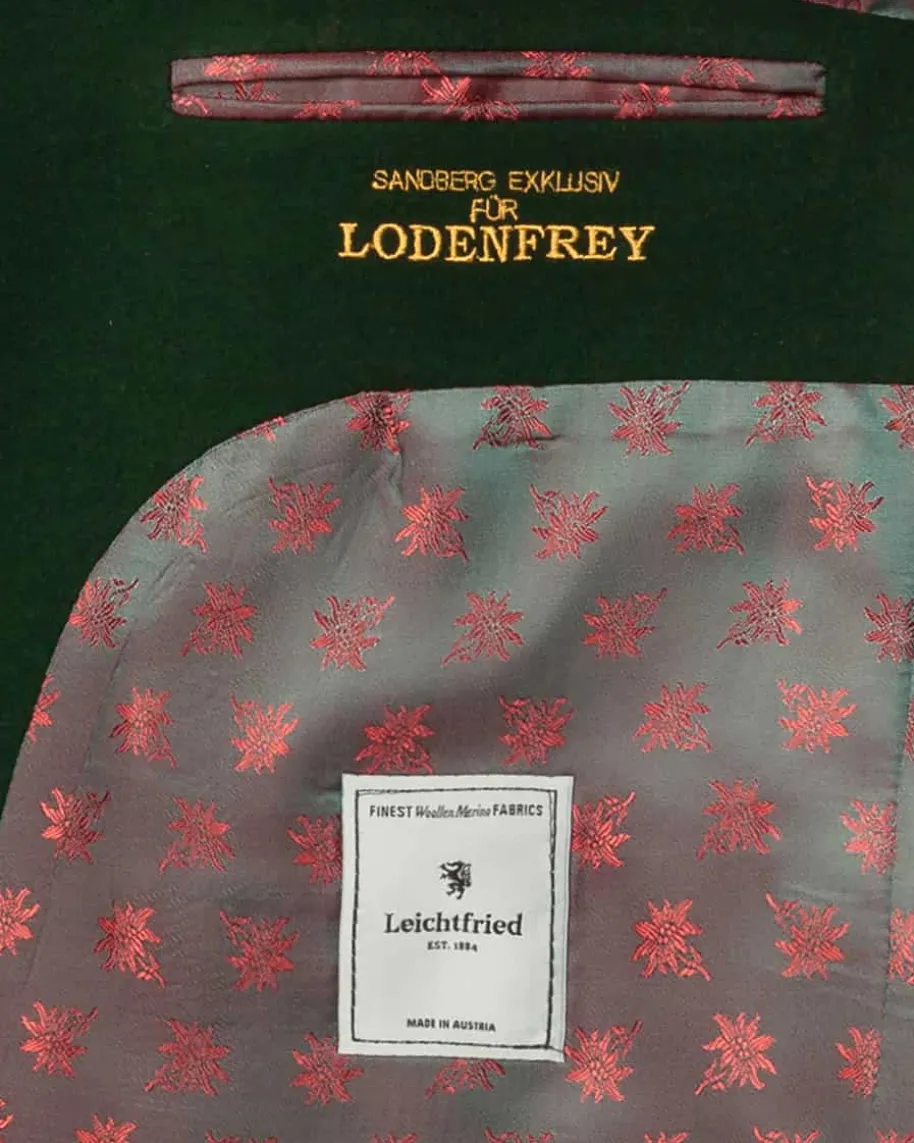 SANDBERG EXKLUSIV
FÜR
LODENFREY
FINEST Woollen Merino FABRICS
Leichtfried
EST. 1884
MADE IN AUSTRIA